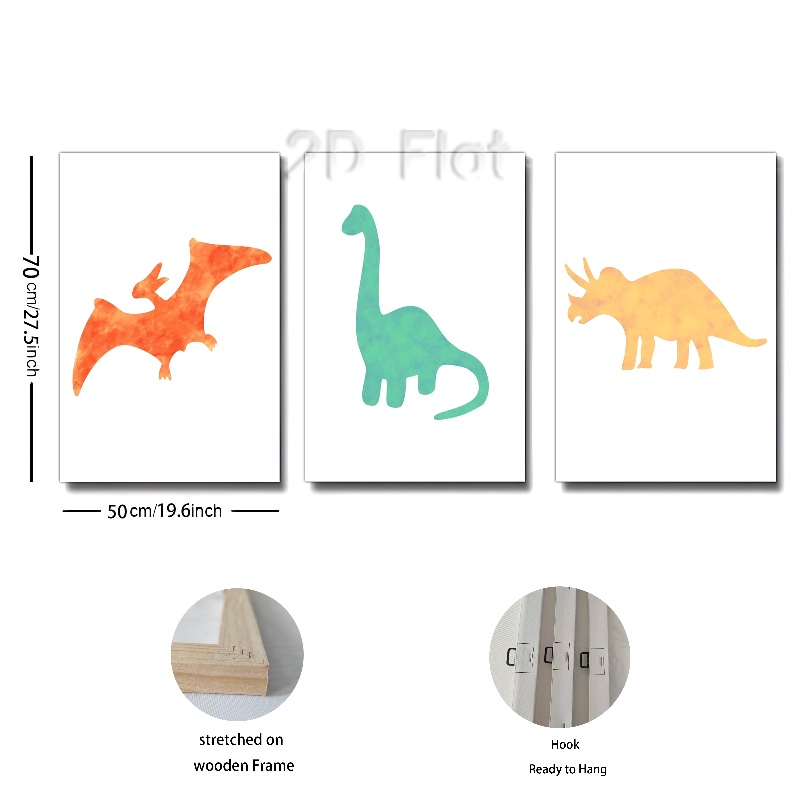 2D Flat
70 cm/27.5inch
50cm/19.6inch
stretched on
wooden Frame
Hook
Ready to Hang